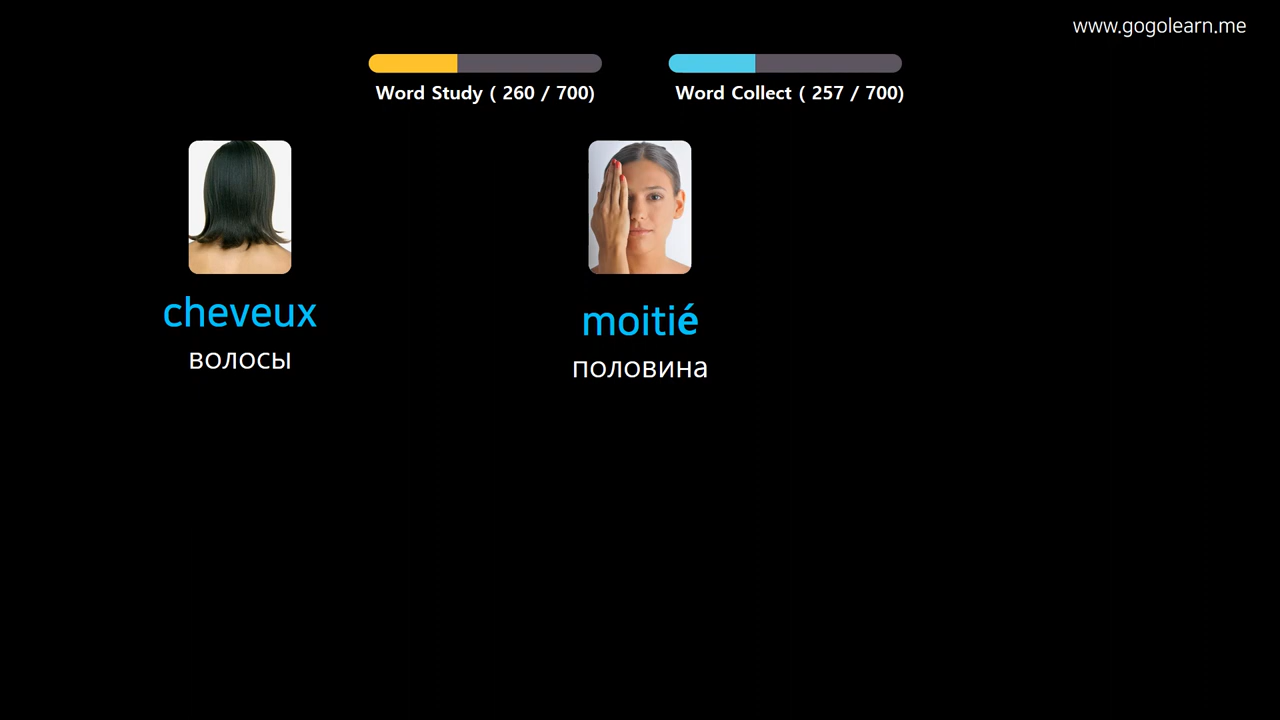 www.gogolearn.me
Word Study ( 260 / 700)
Word Collect ( 257 / 700)
cheveux
волосы
moitié
половина